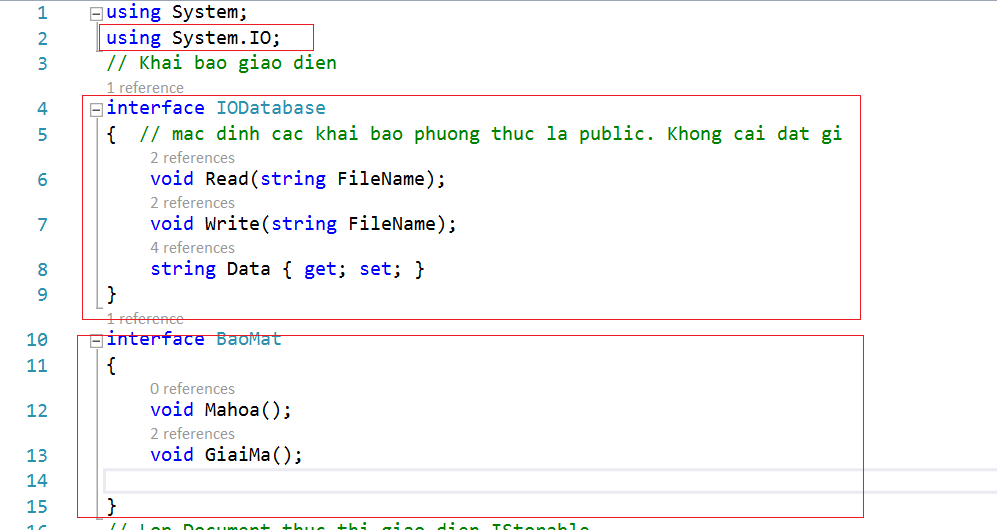 1 using System;
2 using System.IO;
3 // Khai bao giao dien
1 reference
4 interface IODatabase
5 { // mac dinh cac khai bao phuong thuc la public. Khong cai dat gi
2 references
6 void Read(string FileName);
2 references
7 void Write(string FileName);
4 references
8 string Data { get; set; }
9 }
1 reference
10 interface BaoMat
11 {
0 references
12 void Mahoa();
2 references
13 void GiaiMa();
14
15 }
16 // Lop Document thuc thi giao dien IStorable